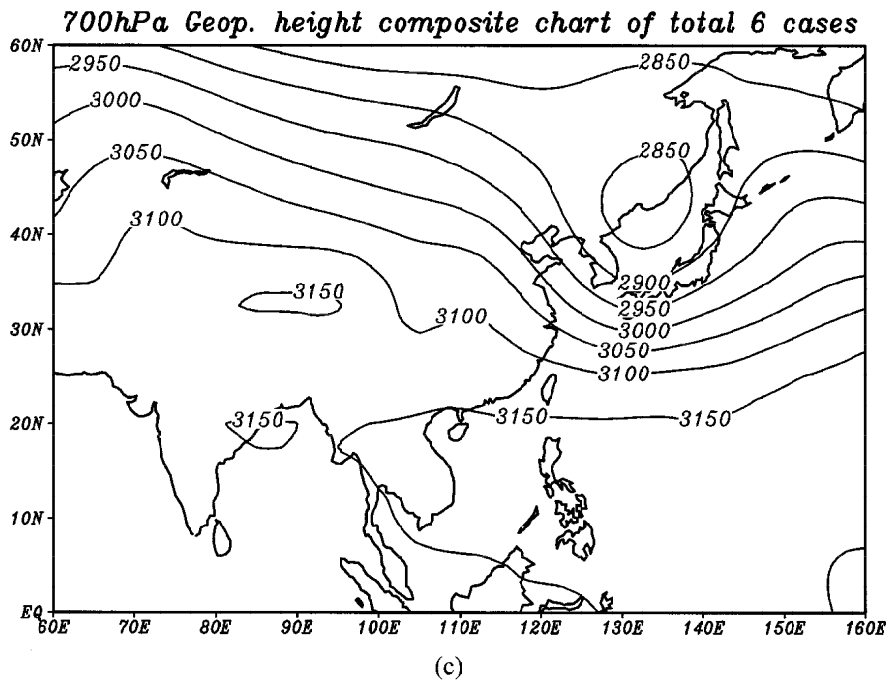 700hPa Geop. height composite chart of total 6 cases
60N
2950
2850
3000
50N
3050
2850
3100
40N
2900
3150
2950
3100
3000
30N
3050
3100
3150
3150
3150
20N
10N
EQ
60E 70E 80E 90E 100E 110E 120E 130E 140E 150E 160E
(c)